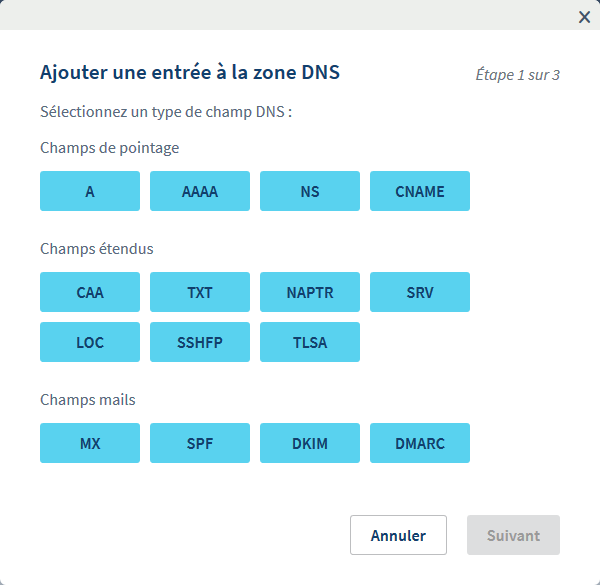 Ajouter une entrée à la zone DNS
Étape 1 sur 3
Sélectionnez un type de champ DNS :
Champs de pointage
A AAAA NS CNAME
Champs étendus
CAA TXT NAPTR SRV
LOC SSHFP TLSA
Champs mails
MX SPF DKIM DMARC
Annuler Suivant